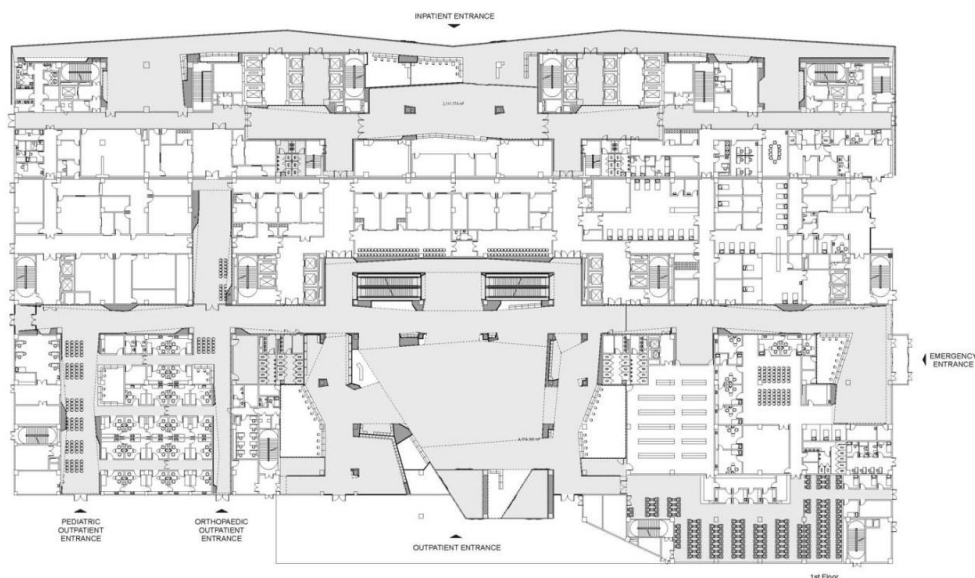 INPATIENT ENTRANCE
EMERGENCY
ENTRANCE
PEDIATRIC
OUTPATIENT
ENTRANCE
ORTHOPAEDIC
OUTPATIENT
ENTRANCE
OUTPATIENT ENTRANCE
1st Floor